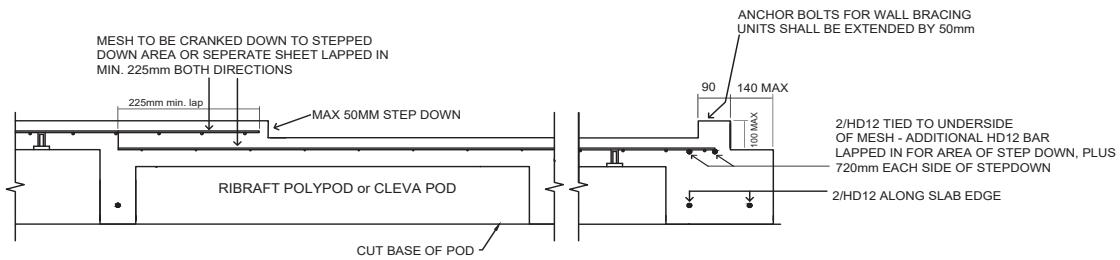 ANCHOR BOLTS FOR WALL BRACING
UNITS SHALL BE EXTENDED BY 50mm
MESH TO BE CRANKED DOWN TO STEPPED
DOWN AREA OR SEPERATE SHEET LAPPED IN
MIN. 225mm BOTH DIRECTIONS
225mm min. lap
MAX 50MM STEP DOWN
90
140 MAX
100 MAX
2/HD12 TIED TO UNDERSIDE
OF MESH - ADDITIONAL HD12 BAR
LAPPED IN FOR AREA OF STEP DOWN, PLUS
720mm EACH SIDE OF STEPDOWN
RIBRAFT POLYPOD or CLEVA POD
2/HD12 ALONG SLAB EDGE
CUT BASE OF POD